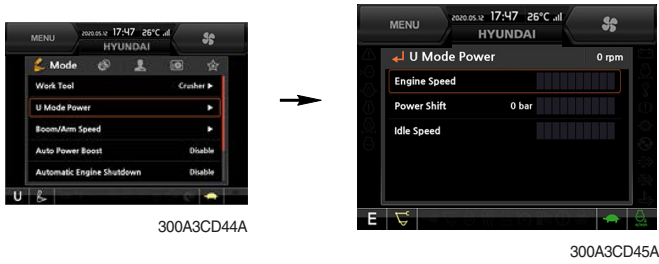 MENU
2020.05.12 17:47 26°C .ıll
HYUNDAI
Mode
Work Tool Crusher ▶
U Mode Power ▶
Boom/Arm Speed ▶
Auto Power Boost Disable
Automatic Engine Shutdown Disable
U
300A3CD44A
MENU
2020.05.12 17:47 26°C .ıll
HYUNDAI
U Mode Power 0 rpm
Engine Speed
Power Shift 0 bar
Idle Speed
E
300A3CD45A